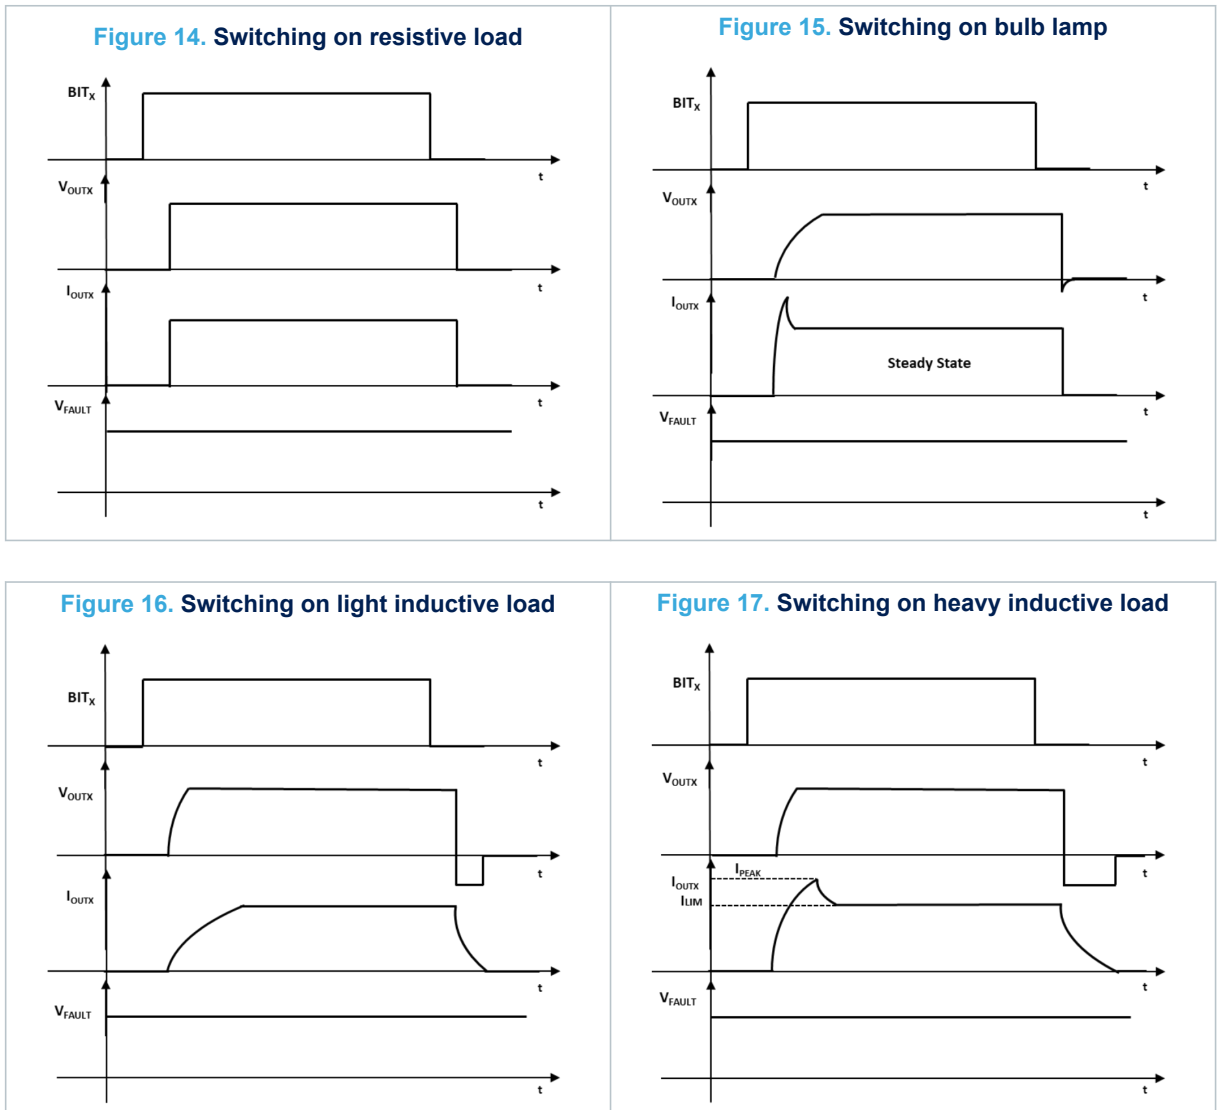 Figure 14. Switching on resistive load
BITX
t
VOUTX
t
IOUTX
t
VFAULT
t
Figure 15. Switching on bulb lamp
BITX
t
VOUTX
t
IOUTX
Steady State
t
VFAULT
t
Figure 16. Switching on light inductive load
BITX
t
VOUTX
t
IOUTX
t
VFAULT
t
Figure 17. Switching on heavy inductive load
BITX
t
VOUTX
t
IPEAK
IOUTX
ILIM
t
VFAULT
t